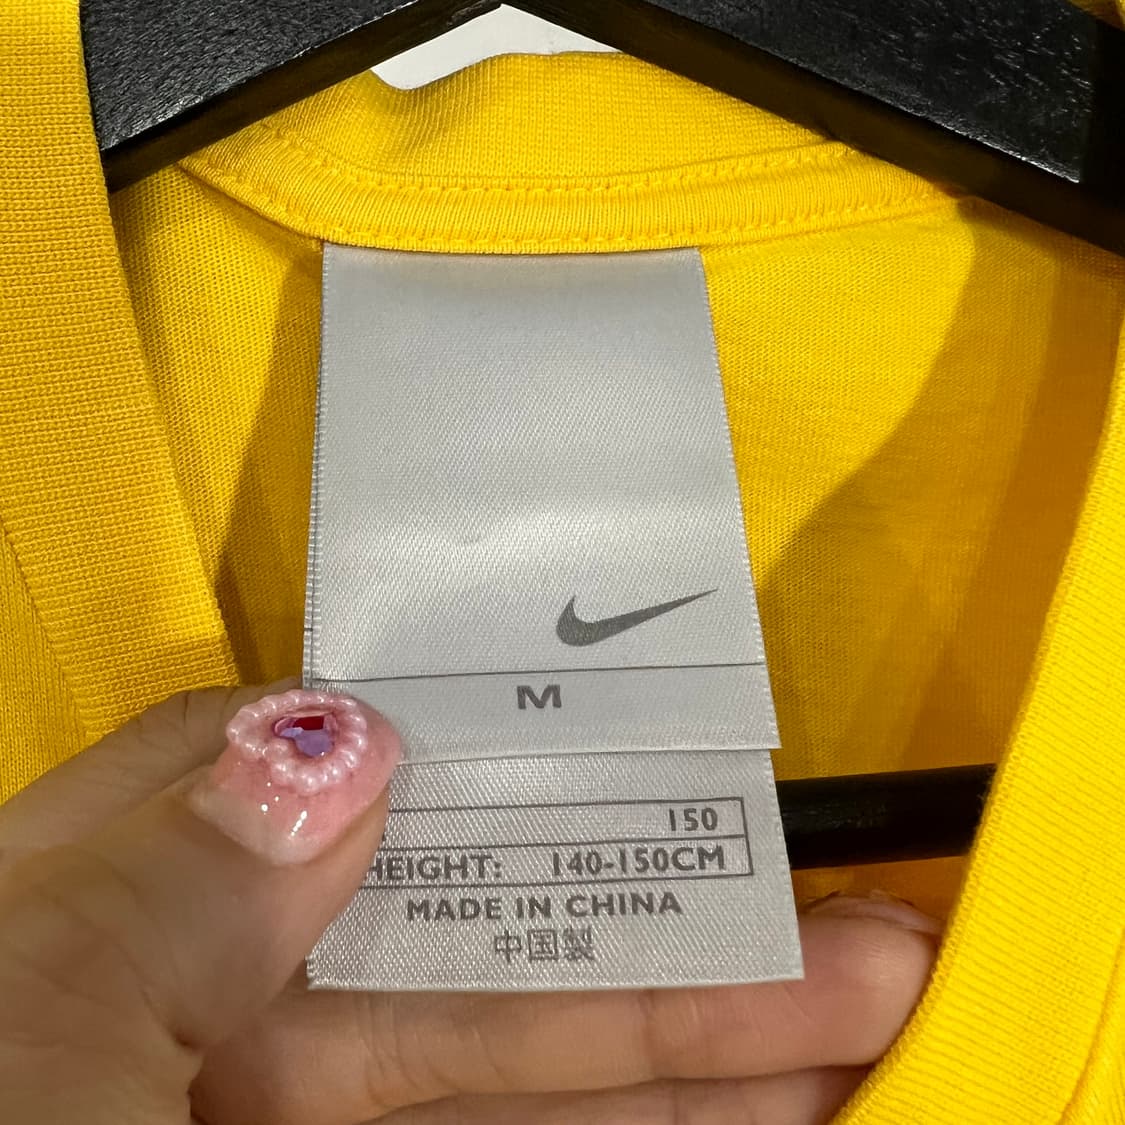 M
150
HEIGHT: 140-150CM
MADE IN CHINA
中国製